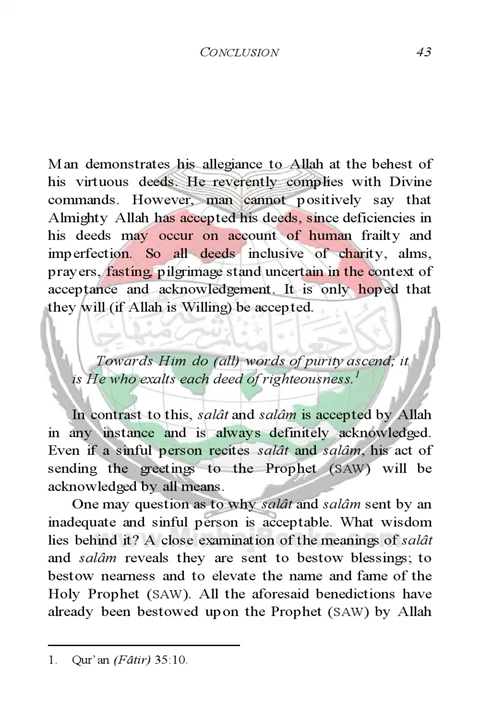 CONCLUSION 43
Man demonstrates his allegiance to Allah at the behest of
his virtuous deeds. He reverently complies with Divine
commands. However, man cannot positively say that
Almighty Allah has accepted his deeds, since deficiencies in
his deeds may occur on account of human frailty and
imperfection. So all deeds inclusive of charity, alms,
prayers, fasting, pilgrimage stand uncertain in the context of
acceptance and acknowledgement. It is only hoped that
they will (if Allah is Willing) be accepted.
Towards Him do (all) words of purity ascend; it
is He who exalts each deed of righteousness.1
In contrast to this, salât and salâm is accepted by Allah
in any instance and is always definitely acknowledged.
Even if a sinful person recites salât and salâm, his act of
sending the greetings to the Prophet (SAW) will be
acknowledged by all means.
One may question as to why salât and salâm sent by an
inadequate and sinful person is acceptable. What wisdom
lies behind it? A close examination of the meanings of salât
and salâm reveals they are sent to bestow blessings; to
bestow nearness and to elevate the name and fame of the
Holy Prophet (SAW). All the aforesaid benedictions have
already been bestowed upon the Prophet (SAW) by Allah
1. Qur`an (Fâtir) 35:10.